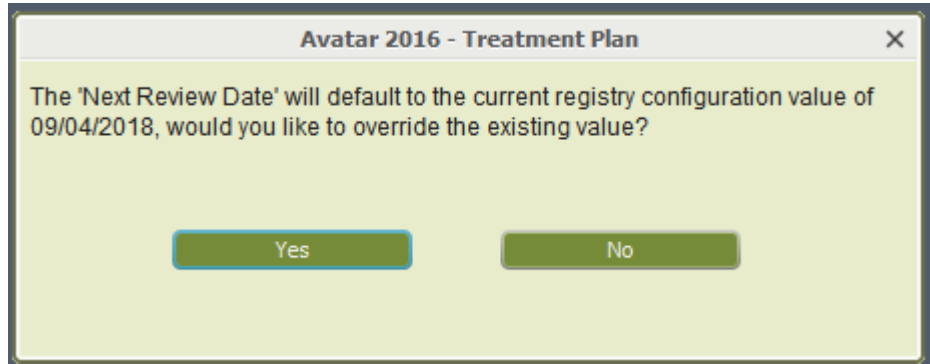 Avatar 2016 - Treatment Plan
The 'Next Review Date' will default to the current registry configuration value of
09/04/2018, would you like to override the existing value?
Yes No